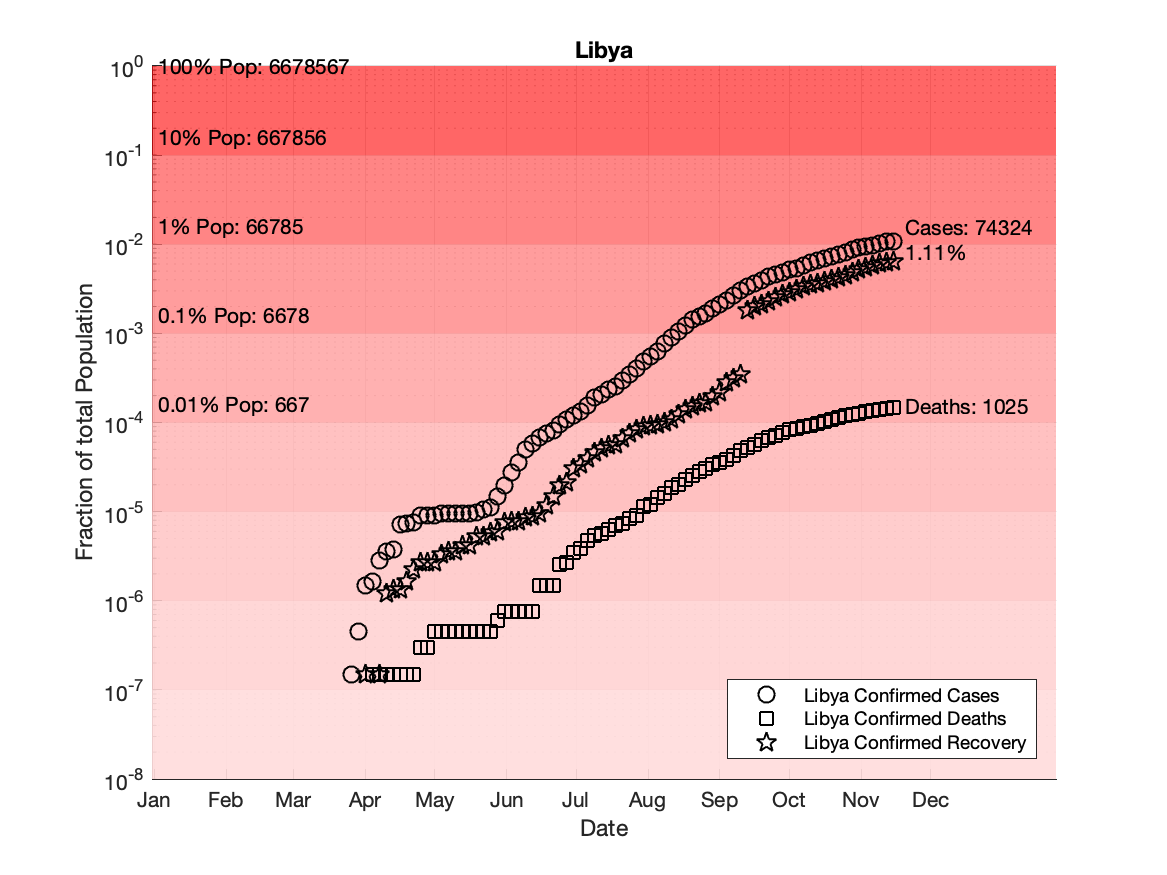 Libya
10^0
100% Pop: 6678567
10% Pop: 667856
10^-1
1% Pop: 66785
10^-2
Cases: 74324
1.11%
0.1% Pop: 6678
10^-3
0.01% Pop: 667
Deaths: 1025
10^-4
10^-5
10^-6
10^-7
10^-8
Fraction of total Population
Libya Confirmed Cases
Libya Confirmed Deaths
Libya Confirmed Recovery
Jan Feb Mar Apr May Jun Jul Aug Sep Oct Nov Dec
Date